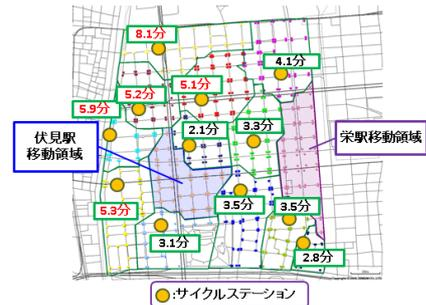 8.1分
4.1分
5.1分
5.2分
5.9分
伏見駅
移動領域
2.1分
3.3分
栄駅移動領域
5.3分
3.5分
3.5分
3.1分
2.8分
:サイクルステーション